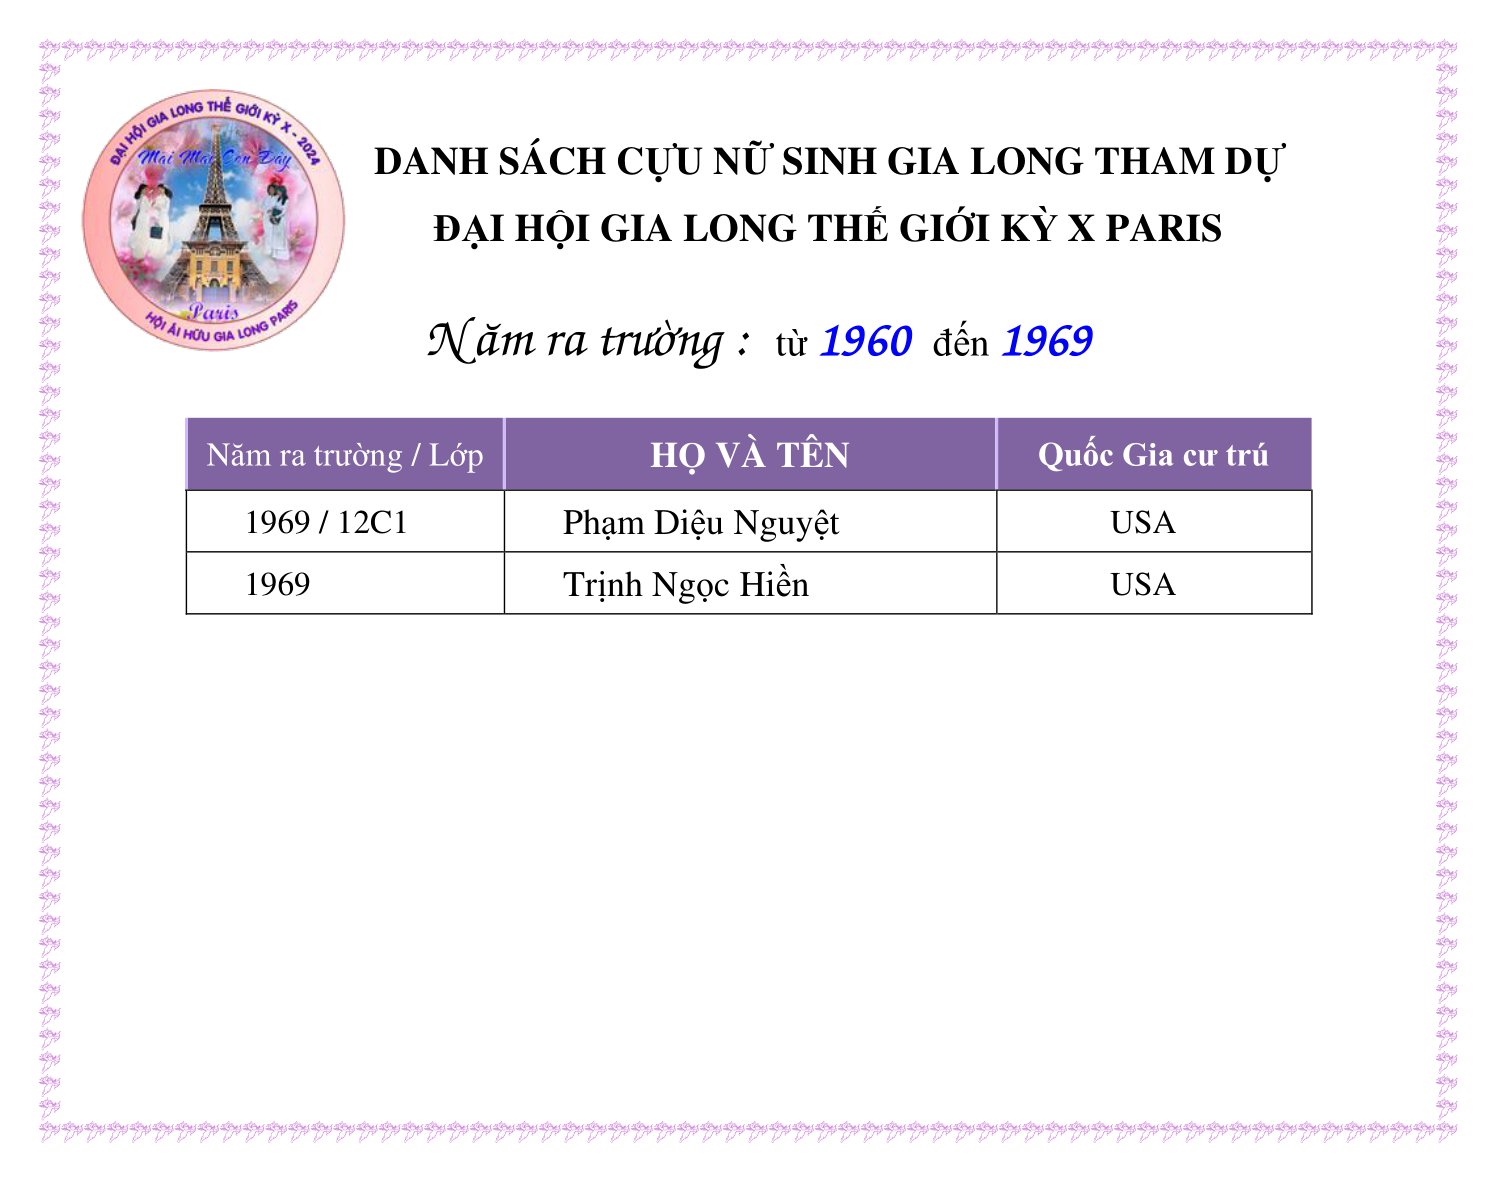 ĐẠI HỘI GIA LONG THẾ GIỚI KỲ X - 2024
Mãi Mãi Còn Đây
Paris
HỘI ÁI HỮU GIA LONG PARIS
DANH SÁCH CỰU NỮ SINH GIA LONG THAM DỰ
ĐẠI HỘI GIA LONG THẾ GIỚI KỲ X PARIS
Năm ra trường : từ 1960 đến 1969
Năm ra trường / Lớp HỌ VÀ TÊN Quốc Gia cư trú
1969 / 12C1 Phạm Diệu Nguyệt USA
1969 Trịnh Ngọc Hiền USA